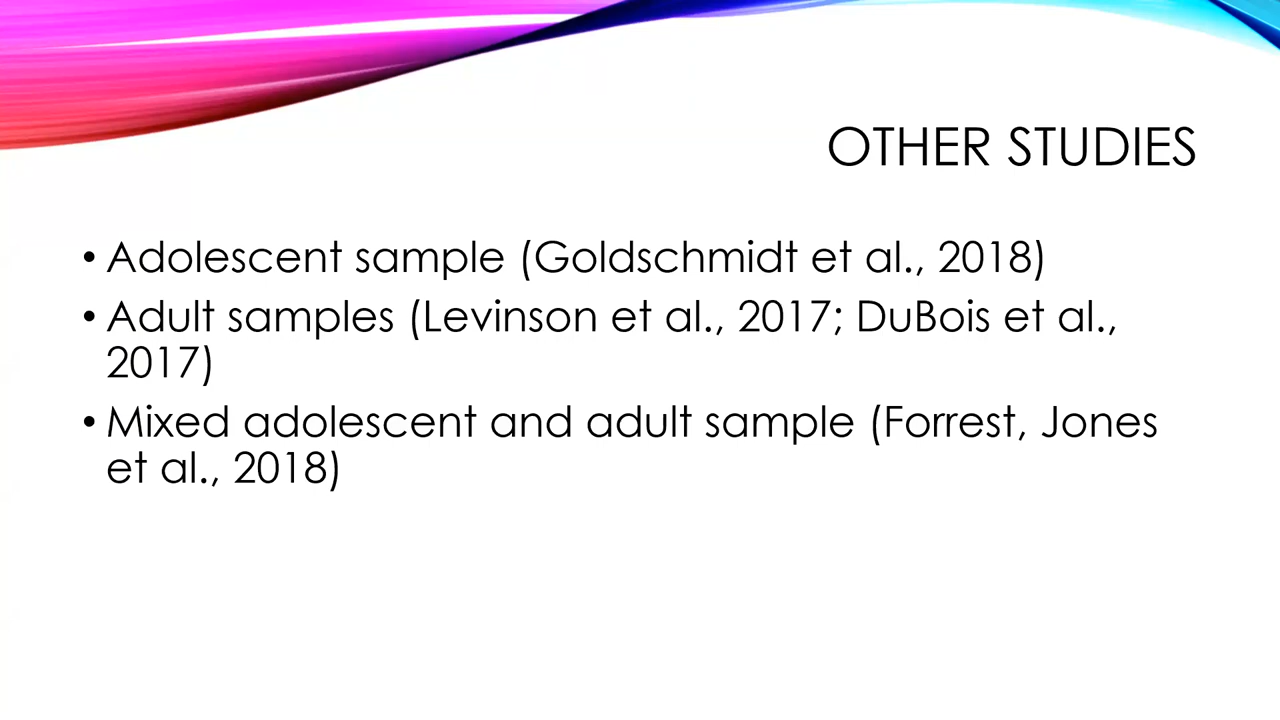 OTHER STUDIES
• Adolescent sample (Goldschmidt et al., 2018)
• Adult samples (Levinson et al., 2017; DuBois et al.,
2017)
• Mixed adolescent and adult sample (Forrest, Jones
et al., 2018)